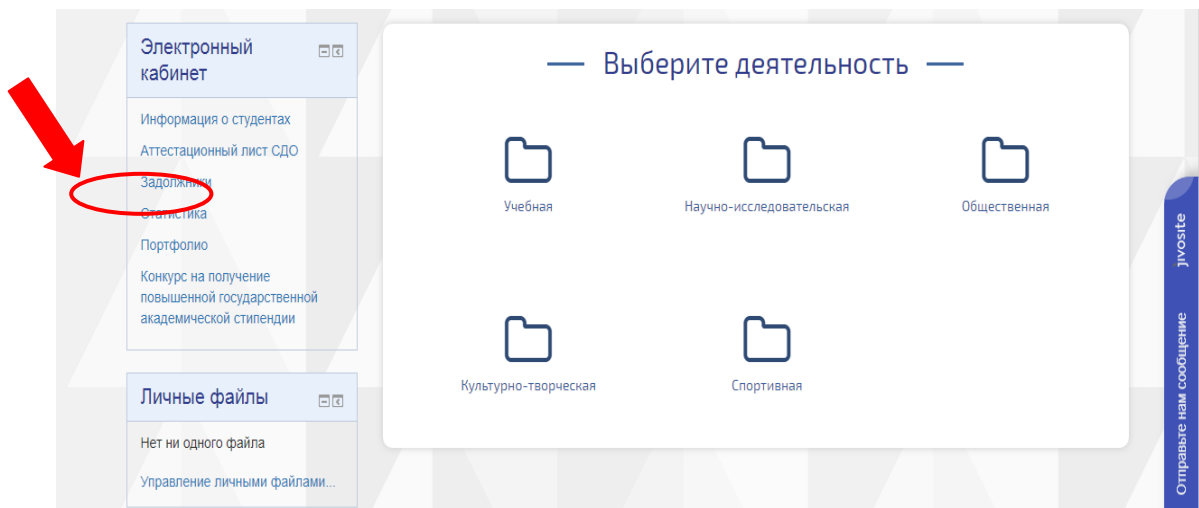 Электронный
кабинет
Информация о студентах
Аттестационный лист СДО
Задолжники
Статистика
Портфолио
Конкурс на получение
повышенной государственной
академической стипендии
Личные файлы
Нет ни одного файла
Управление личными файлами...
Выберите деятельность
Учебная
Научно-исследовательская
Общественная
Культурно-творческая
Спортивная
Отправьте нам сообщение
jivosite